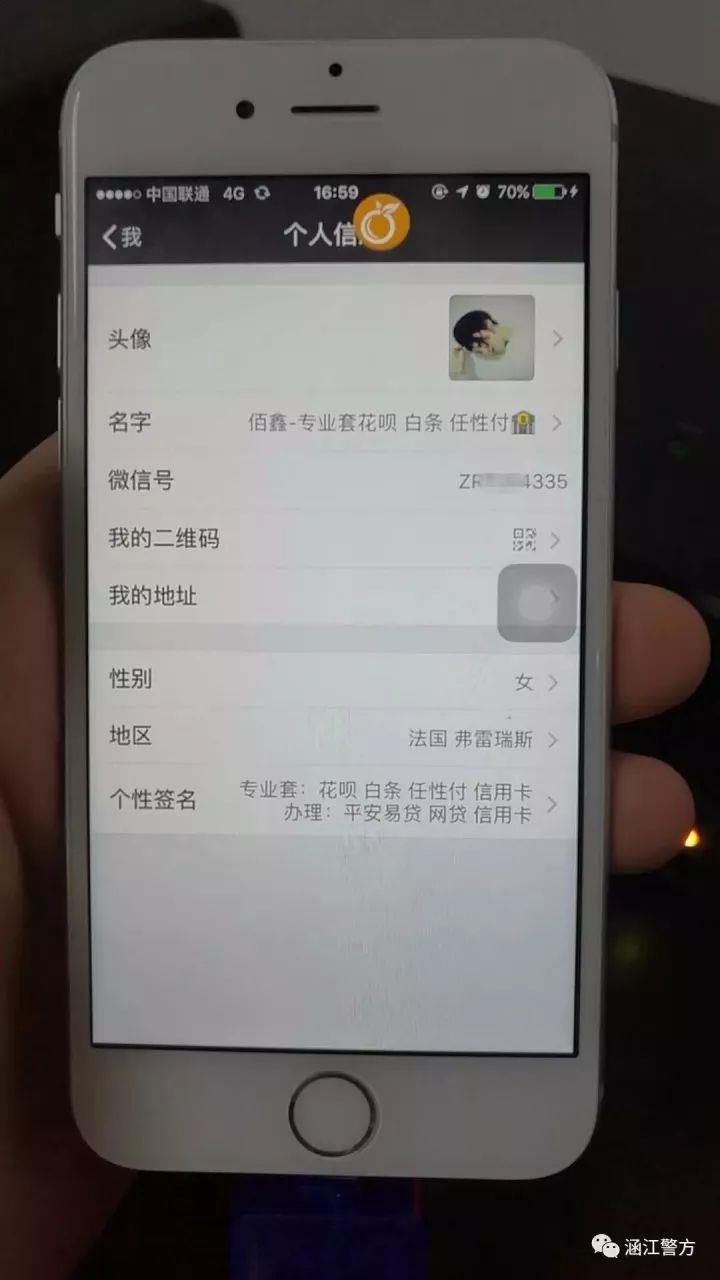 中国联通 4G 16:59 70%
我 个人信
头像
名字 佰鑫-专业套花呗 白条 任性付
微信号 ZR 4335
我的二维码
我的地址
性别 女
地区 法国 弗雷瑞斯
个性签名 专业套：花呗 白条 任性付 信用卡
办理：平安易贷 网贷 信用卡
涵江警方